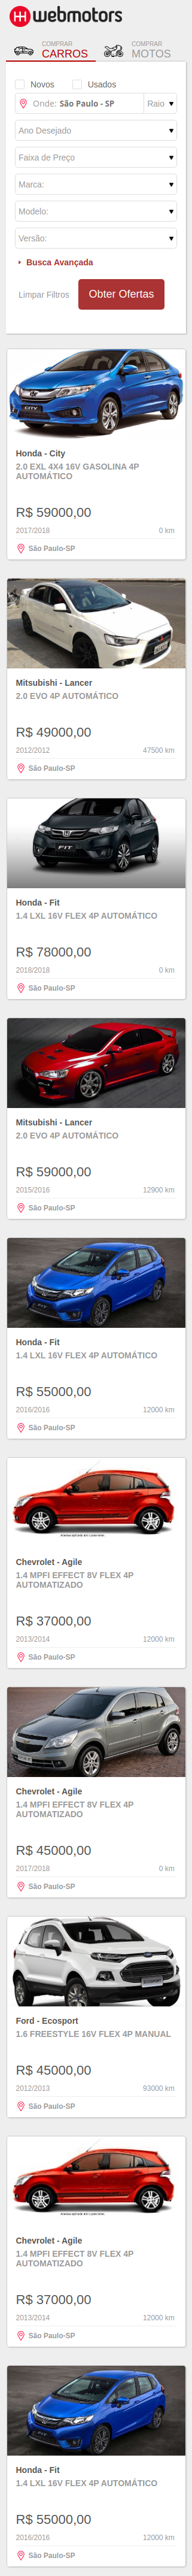 webmotors
COMPRAR
CARROS
COMPRAR
MOTOS
Novos
Usados
Onde: São Paulo - SP
Raio
Ano Desejado
Faixa de Preço
Marca:
Modelo:
Versão:
Busca Avançada
Limpar Filtros
Obter Ofertas
CITY
Honda - City
2.0 EXL 4X4 16V GASOLINA 4P
AUTOMÁTICO
R$ 59000,00
2017/2018
0 km
São Paulo-SP
Mitsubishi - Lancer
2.0 EVO 4P AUTOMÁTICO
R$ 49000,00
2012/2012
47500 km
São Paulo-SP
FIT
Honda - Fit
1.4 LXL 16V FLEX 4P AUTOMÁTICO
R$ 78000,00
2018/2018
0 km
São Paulo-SP
Mitsubishi - Lancer
2.0 EVO 4P AUTOMÁTICO
R$ 59000,00
2015/2016
12900 km
São Paulo-SP
FIT
Honda - Fit
1.4 LXL 16V FLEX 4P AUTOMÁTICO
R$ 55000,00
2016/2016
12000 km
São Paulo-SP
Chevrolet - Agile
1.4 MPFI EFFECT 8V FLEX 4P
AUTOMATIZADO
R$ 37000,00
2013/2014
12000 km
São Paulo-SP
Chevrolet - Agile
1.4 MPFI EFFECT 8V FLEX 4P
AUTOMATIZADO
R$ 45000,00
2017/2018
0 km
São Paulo-SP
Ford - Ecosport
1.6 FREESTYLE 16V FLEX 4P MANUAL
R$ 45000,00
2012/2013
93000 km
São Paulo-SP
Chevrolet - Agile
1.4 MPFI EFFECT 8V FLEX 4P
AUTOMATIZADO
R$ 37000,00
2013/2014
12000 km
São Paulo-SP
FIT
Honda - Fit
1.4 LXL 16V FLEX 4P AUTOMÁTICO
R$ 55000,00
2016/2016
12000 km
São Paulo-SP